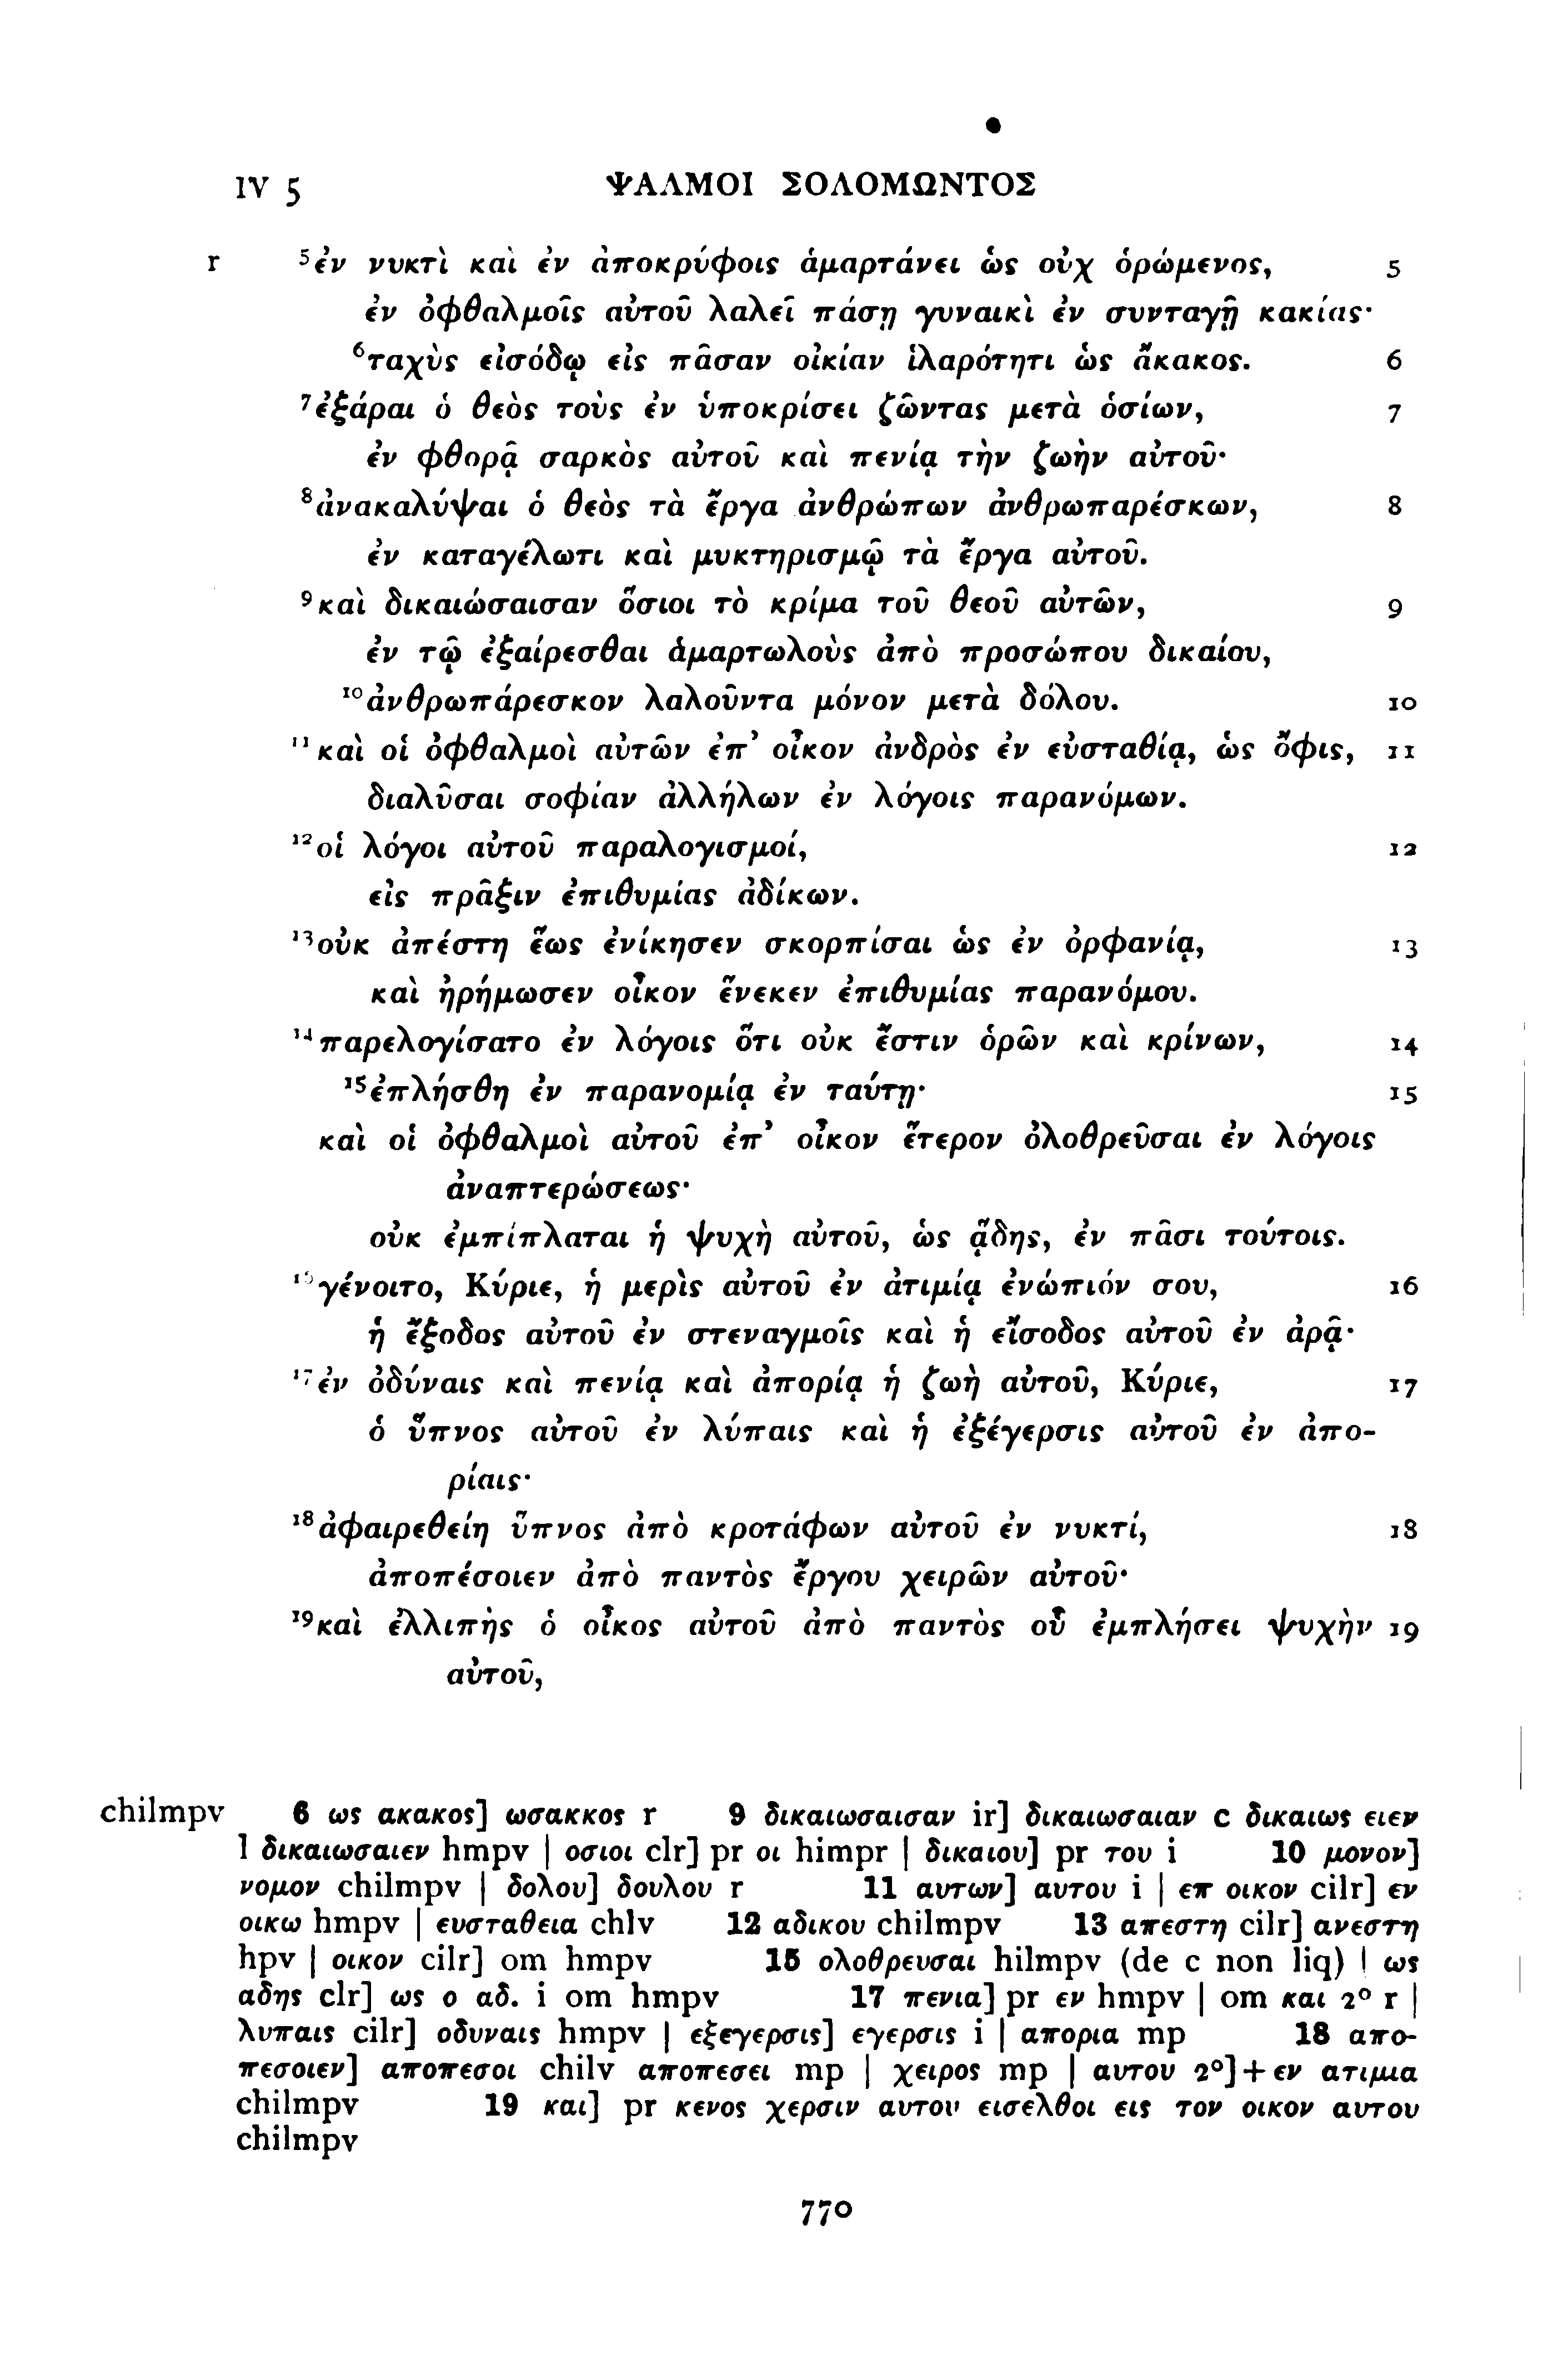 IV 5 ΨΑΛΜΟΙ ΣΟΛΟΜΩΝΤΟΣ
r ⁵ἐν νυκτὶ καὶ ἐν ἀποκρύφοις ἁμαρτάνει ὡς οὐχ ὁρώμενος, 5
ἐν ὀφθαλμοῖς αὐτοῦ λαλεῖ πάσῃ γυναικὶ ἐν συνταγῇ κακίας·
⁶ταχὺς εἰσόδῳ εἰς πᾶσαν οἰκίαν ἱλαρότητι ὡς ἄκακος. 6
⁷ἐξάραι ὁ θεὸς τοὺς ἐν ὑποκρίσει ζῶντας μετὰ ὁσίων, 7
ἐν φθορᾷ σαρκὸς αὐτοῦ καὶ πενίᾳ τὴν ζωὴν αὐτοῦ·
⁸ἀνακαλύψαι ὁ θεὸς τὰ ἔργα ἀνθρώπων ἀνθρωπαρέσκων, 8
ἐν καταγέλωτι καὶ μυκτηρισμῷ τὰ ἔργα αὐτοῦ.
⁹καὶ δικαιώσαισαν ὅσιοι τὸ κρίμα τοῦ θεοῦ αὐτῶν, 9
ἐν τῷ ἐξαίρεσθαι ἁμαρτωλοὺς ἀπὸ προσώπου δικαίου,
¹⁰ἀνθρωπάρεσκον λαλοῦντα μόνον μετὰ δόλου. 10
¹¹καὶ οἱ ὀφθαλμοὶ αὐτῶν ἐπ’ οἶκον ἀνδρὸς ἐν εὐσταθίᾳ, ὡς ὄφις, 11
διαλῦσαι σοφίαν ἀλλήλων ἐν λόγοις παρανόμων.
¹²οἱ λόγοι αὐτοῦ παραλογισμοί, 12
εἰς πρᾶξιν ἐπιθυμίας ἀδίκων.
¹³οὐκ ἀπέστη ἕως ἐνίκησεν σκορπίσαι ὡς ἐν ὀρφανίᾳ, 13
καὶ ἠρήμωσεν οἶκον ἕνεκεν ἐπιθυμίας παρανόμου.
¹⁴παρελογίσατο ἐν λόγοις ὅτι οὐκ ἔστιν ὁρῶν καὶ κρίνων, 14
¹⁵ἐπλήσθη ἐν παρανομίᾳ ἐν ταύτῃ· 15
καὶ οἱ ὀφθαλμοὶ αὐτοῦ ἐπ’ οἶκον ἕτερον ὀλοθρεῦσαι ἐν λόγοις
ἀναπτερώσεως·
οὐκ ἐμπίπλαται ἡ ψυχὴ αὐτοῦ, ὡς ᾅδης, ἐν πᾶσι τούτοις.
¹⁶γένοιτο, Κύριε, ἡ μερὶς αὐτοῦ ἐν ἀτιμίᾳ ἐνώπιόν σου, 16
ἡ ἔξοδος αὐτοῦ ἐν στεναγμοῖς καὶ ἡ εἴσοδος αὐτοῦ ἐν ἀρᾷ·
¹⁷ἐν ὀδύναις καὶ πενίᾳ καὶ ἀπορίᾳ ἡ ζωὴ αὐτοῦ, Κύριε, 17
ὁ ὕπνος αὐτοῦ ἐν λύπαις καὶ ἡ ἐξέγερσις αὐτοῦ ἐν ἀπο-
ρίαις·
¹⁸ἀφαιρεθείη ὕπνος ἀπὸ κροτάφων αὐτοῦ ἐν νυκτί, 18
ἀποπέσοιεν ἀπὸ παντὸς ἔργου χειρῶν αὐτοῦ·
¹⁹καὶ ἐλλιπὴς ὁ οἶκος αὐτοῦ ἀπὸ παντὸς οὗ ἐμπλήσει ψυχὴν 19
αὐτοῦ,
chilmpv 6 ως ακακος] ωσακκος r 9 δικαιωσαισαν ir] δικαιωσαιαν c δικαιως ειεν
l δικαιωσαιεν hmpv | οσιοι clr] pr οι himpr | δικαιου] pr του i 10 μονον]
νομον chilmpv | δολου] δουλου r 11 αυτων] αυτου i | επ οικον cilr] εν
οικω hmpv | ευσταθεια chlv 12 αδικου chilmpv 13 απεστη cilr] ανεστη
hpv | οικον cilr] om hmpv 15 ολοθρευσαι hilmpv (de c non liq) | ως
αδης clr] ως ο αδ. i om hmpv 17 πενια] pr εν hmpv | om και 2° r |
λυπαις cilr] οδυναις hmpv | εξεγερσις] εγερσις i | απορια mp 18 απο-
πεσοιεν] αποπεσοι chilv αποπεσει mp | χειρος mp | αυτου 2°]+εν ατιμια
chilmpv 19 και] pr κενος χερσιν αυτου εισελθοι εις τον οικον αυτου
chilmpv
770